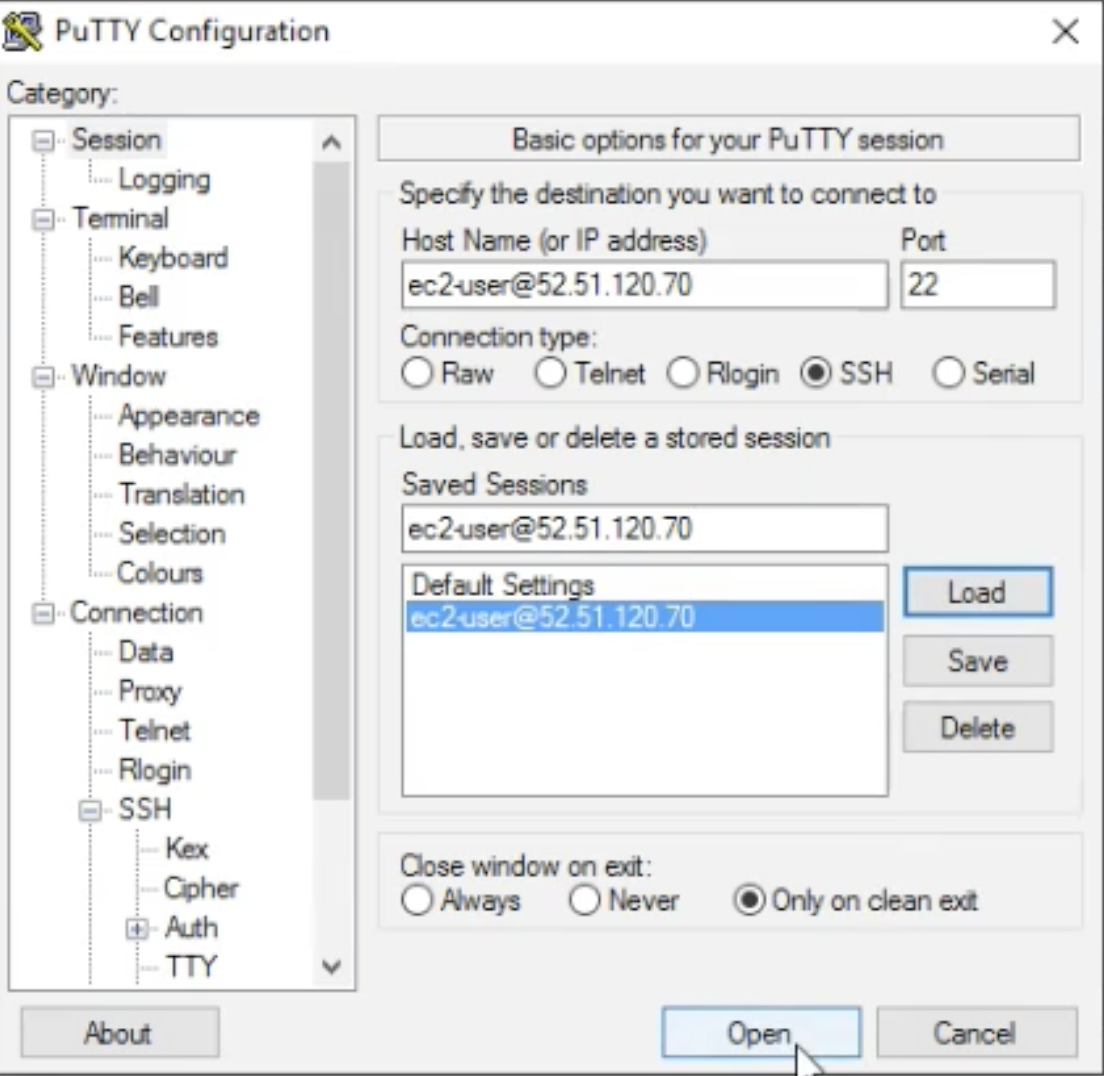 PuTTY Configuration
Category:
Session
Logging
Terminal
Keyboard
Bell
Features
Window
Appearance
Behaviour
Translation
Selection
Colours
Connection
Data
Proxy
Telnet
Rlogin
SSH
Kex
Cipher
Auth
TTY
About
Basic options for your PuTTY session
Specify the destination you want to connect to
Host Name (or IP address) Port
ec2-user@52.51.120.70 22
Connection type:
Raw Telnet Rlogin SSH Serial
Load, save or delete a stored session
Saved Sessions
ec2-user@52.51.120.70
Default Settings
ec2-user@52.51.120.70
Load
Save
Delete
Close window on exit:
Always Never Only on clean exit
Open Cancel